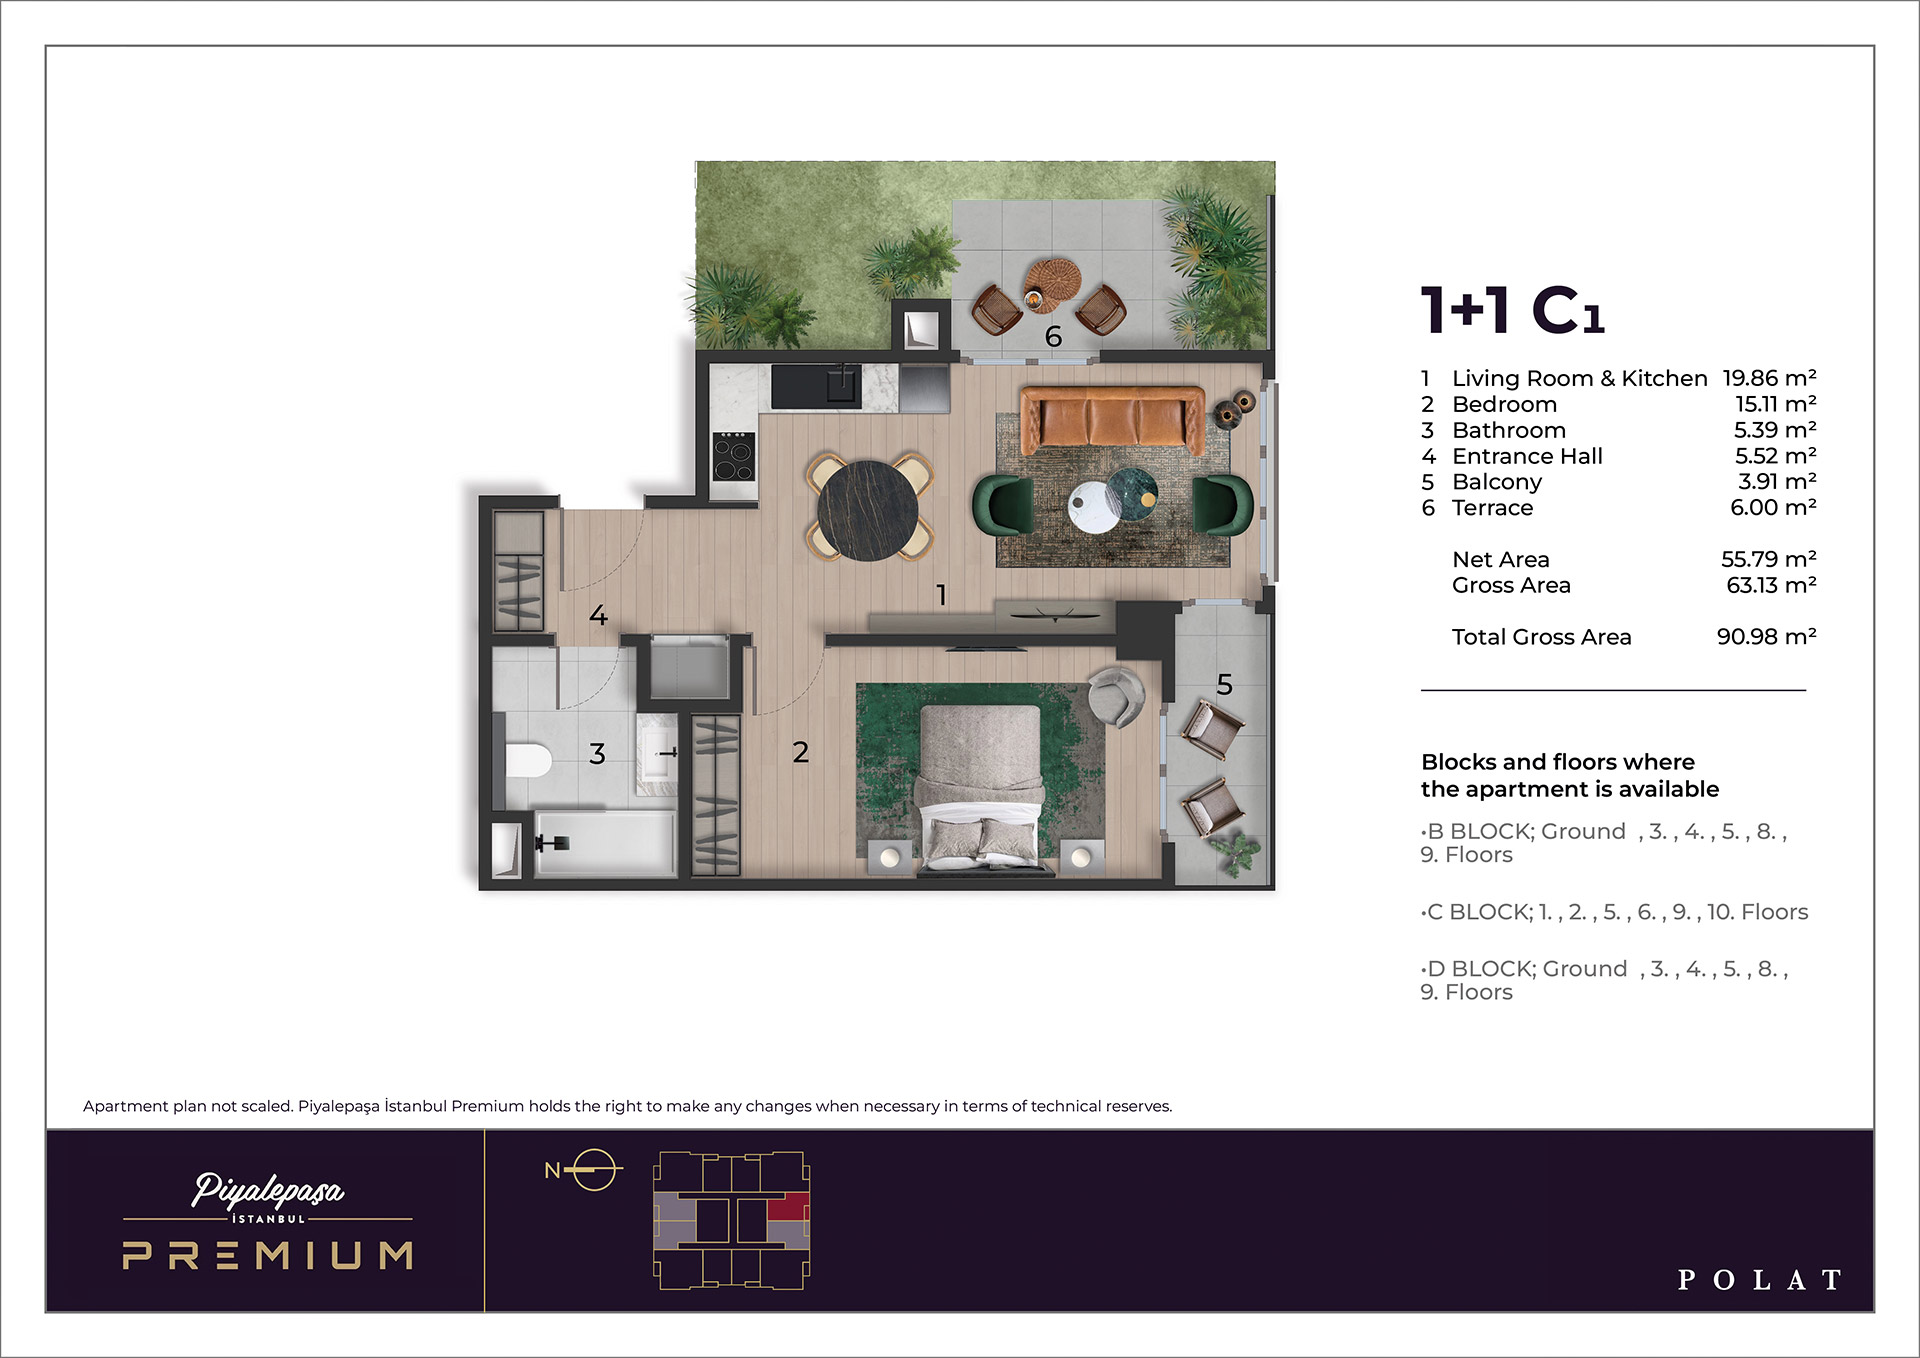 1+1 C1
1 Living Room & Kitchen 19.86 m²
2 Bedroom 15.11 m²
3 Bathroom 5.39 m²
4 Entrance Hall 5.52 m²
5 Balcony 3.91 m²
6 Terrace 6.00 m²
Net Area 55.79 m²
Gross Area 63.13 m²
Total Gross Area 90.98 m²
Blocks and floors where
the apartment is available
•B BLOCK; Ground , 3. , 4. , 5. , 8. ,
9. Floors
•C BLOCK; 1. , 2. , 5. , 6. , 9. , 10. Floors
•D BLOCK; Ground , 3. , 4. , 5. , 8. ,
9. Floors
6
1
4
5
3
2
Apartment plan not scaled. Piyalepaşa İstanbul Premium holds the right to make any changes when necessary in terms of technical reserves.
Piyalepaşa
İSTANBUL
PREMIUM
N
POLAT